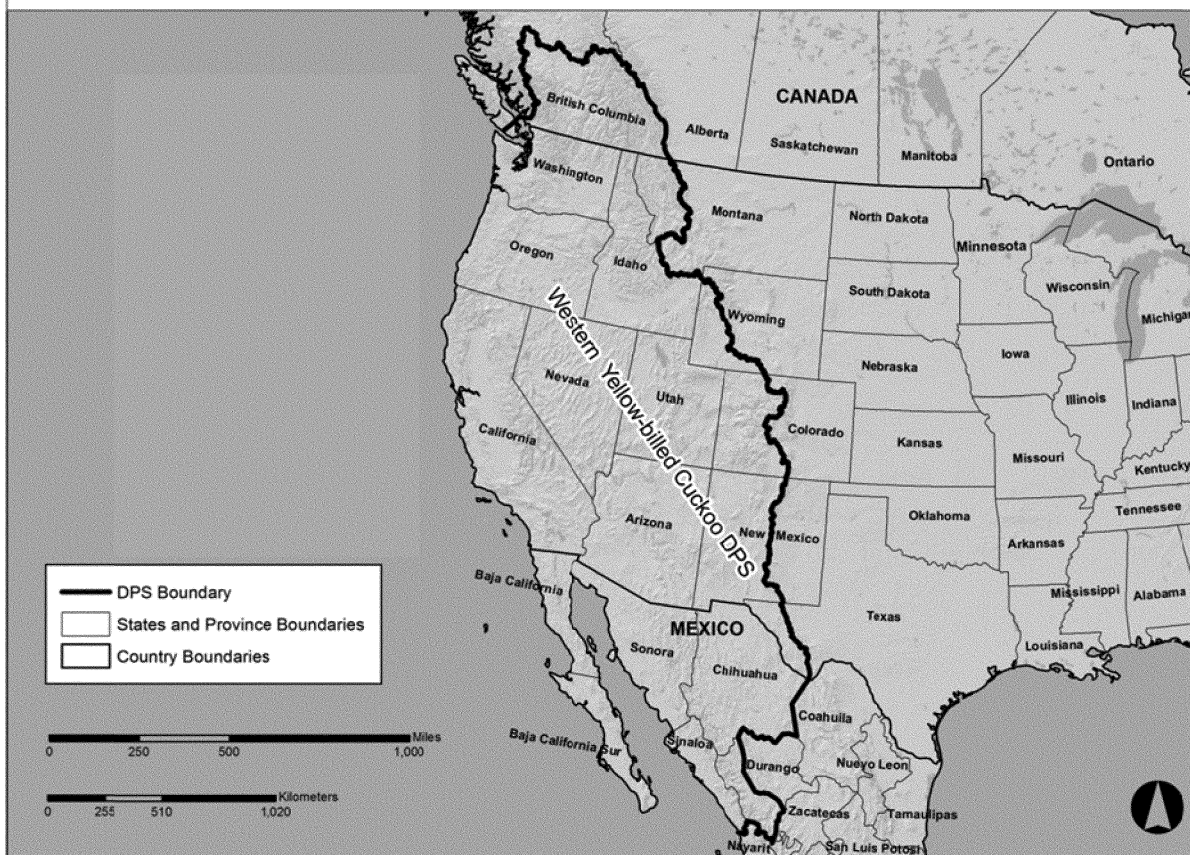 CANADA
British Columbia
Alberta
Saskatchewan
Manitoba
Ontario
Washington
Montana
North Dakota
Minnesota
Oregon
Idaho
Wisconsin
South Dakota
Michigan
Wyoming
Western Yellow-billed Cuckoo DPS
Iowa
Nebraska
Nevada
Utah
Illinois
Indiana
California
Colorado
Kansas
Missouri
Kentucky
Tennessee
Arizona
New Mexico
Oklahoma
Arkansas
Baja California
Mississippi
Alabama
Texas
MEXICO
Sonora
Louisiana
Chihuahua
Coahuila
Baja California Sur
Sinaloa
Durango
Nuevo Leon
Zacatecas
Tamaulipas
Nayarit
San Luis Potosi
DPS Boundary
States and Province Boundaries
Country Boundaries
Miles
0 250 500 1,000
Kilometers
0 255 510 1,020